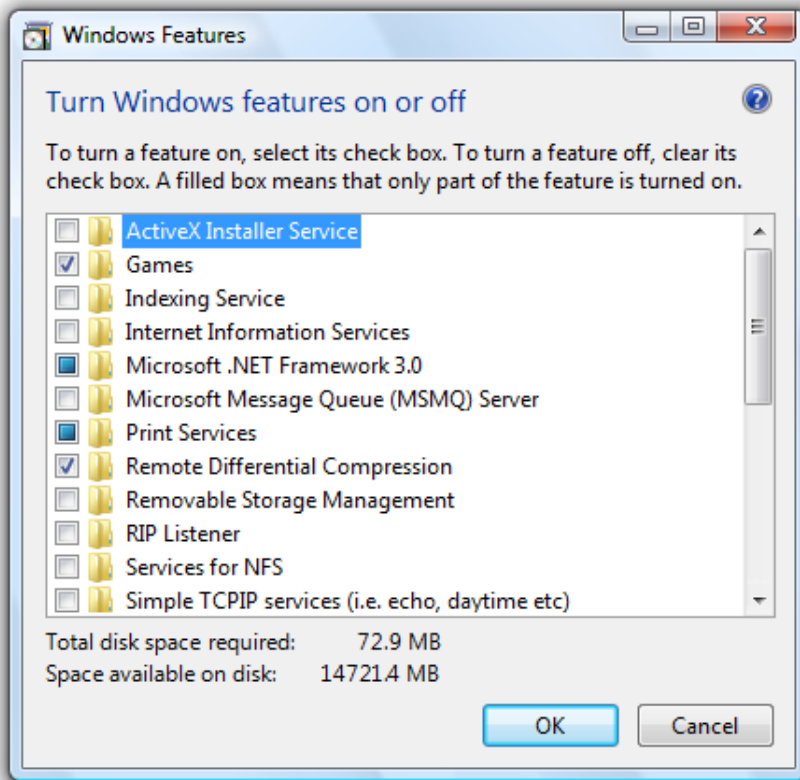 Windows Features
Turn Windows features on or off
To turn a feature on, select its check box. To turn a feature off, clear its
check box. A filled box means that only part of the feature is turned on.
ActiveX Installer Service
Games
Indexing Service
Internet Information Services
Microsoft .NET Framework 3.0
Microsoft Message Queue (MSMQ) Server
Print Services
Remote Differential Compression
Removable Storage Management
RIP Listener
Services for NFS
Simple TCPIP services (i.e. echo, daytime etc)
Total disk space required: 72.9 MB
Space available on disk: 14721.4 MB
OK Cancel